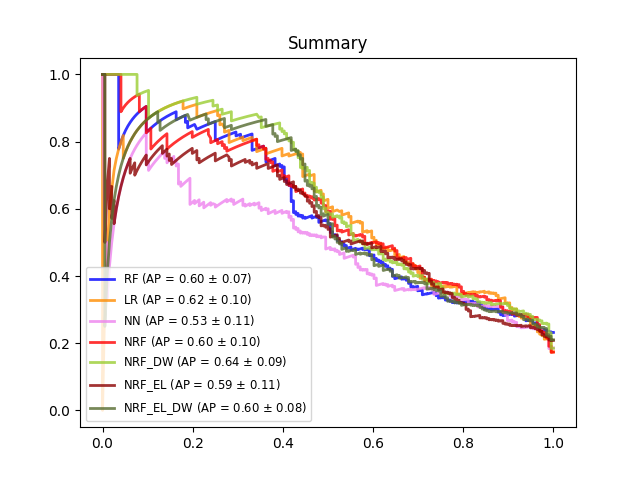 Summary
1.0
0.8
0.6
0.4
0.2
0.0
RF (AP = 0.60 ± 0.07)
LR (AP = 0.62 ± 0.10)
NN (AP = 0.53 ± 0.11)
NRF (AP = 0.60 ± 0.10)
NRF_DW (AP = 0.64 ± 0.09)
NRF_EL (AP = 0.59 ± 0.11)
NRF_EL_DW (AP = 0.60 ± 0.08)
0.0 0.2 0.4 0.6 0.8 1.0